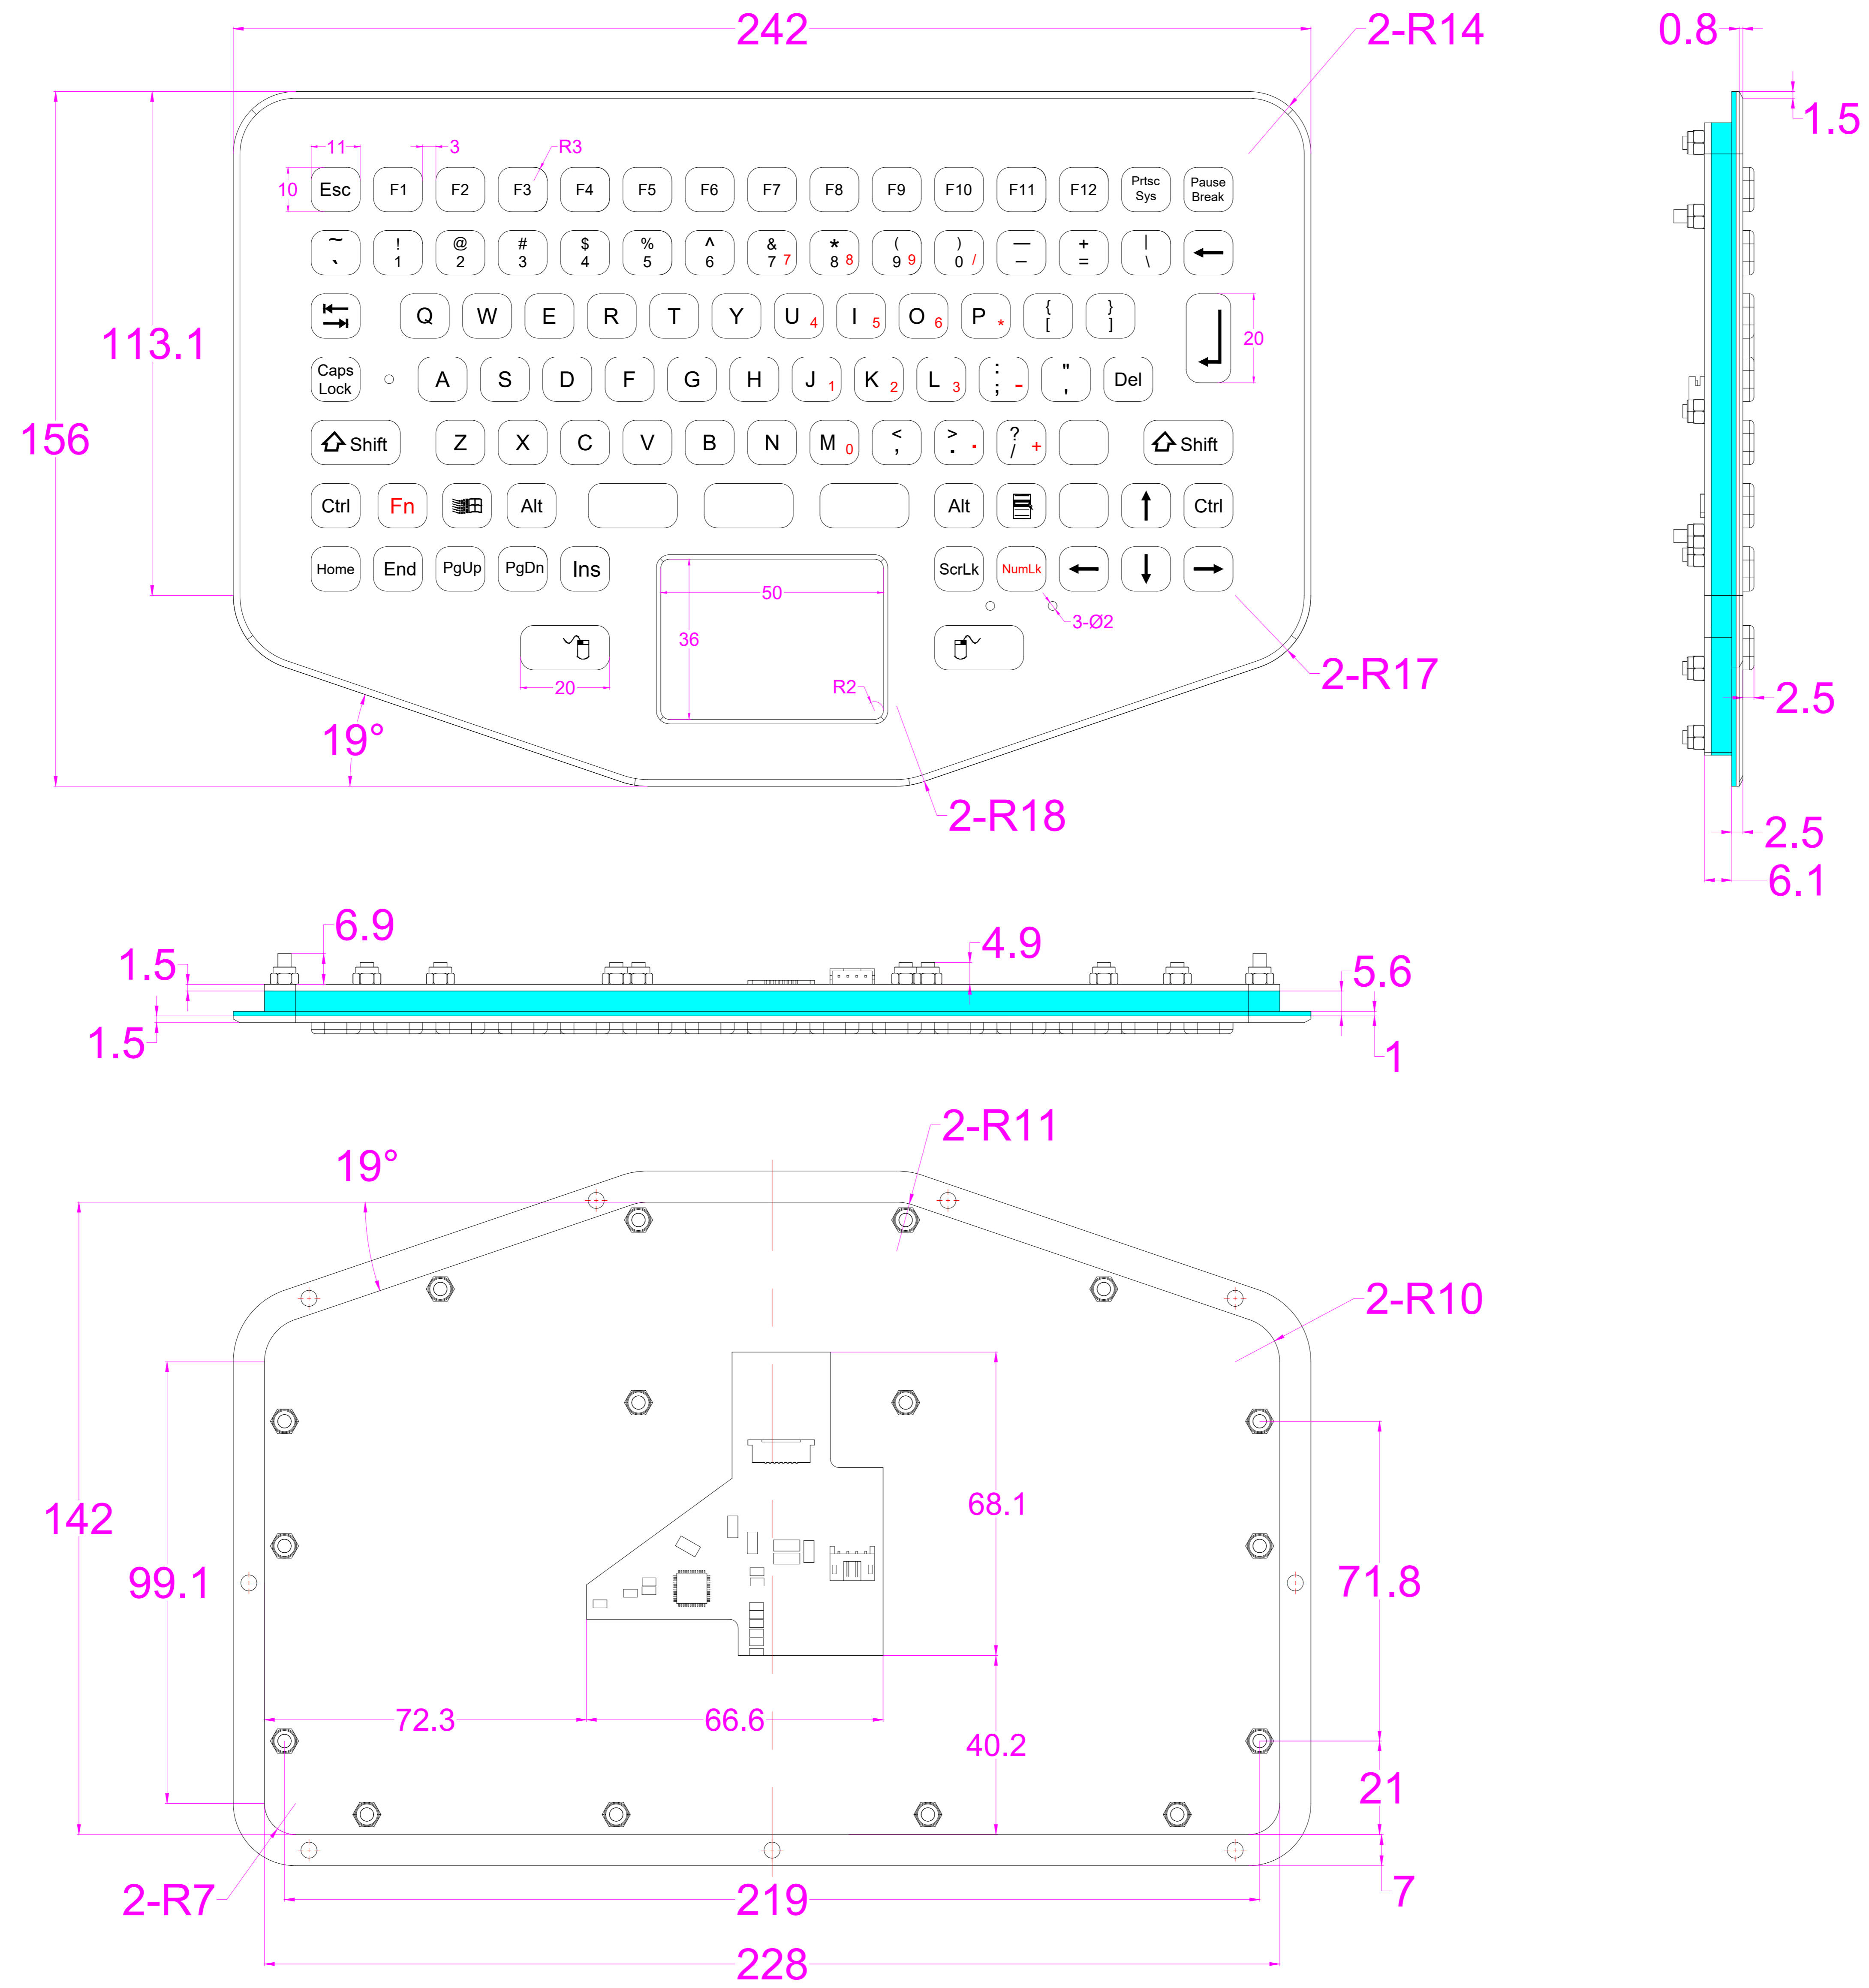 242
2-R14
0.8
1.5
11
3
R3
10
Esc F1 F2 F3 F4 F5 F6 F7 F8 F9 F10 F11 F12 Prtsc Sys Pause Break
~ ! @ # $ % ^ & * ( ) — + |
` 1 2 3 4 5 6 7 7 8 8 9 9 0 / – = \ ←
113.1
Q W E R T Y U 4 I 5 O 6 P * { [ } ]
20
Caps Lock A S D F G H J 1 K 2 L 3 : ; - " ' Del
156
⇧ Shift Z X C V B N M 0 < , > . . ? / + ⇧ Shift
Ctrl Fn Alt Alt ↑ Ctrl
Home End PgUp PgDn Ins ScrLk NumLk ← ↓ →
50
3-Ø2
36
20
R2
2-R17
2.5
19°
2-R18
2.5
6.1
6.9
4.9
1.5
5.6
1.5
1
2-R11
19°
2-R10
142
68.1
99.1
71.8
72.3
66.6
40.2
21
2-R7
219
7
228